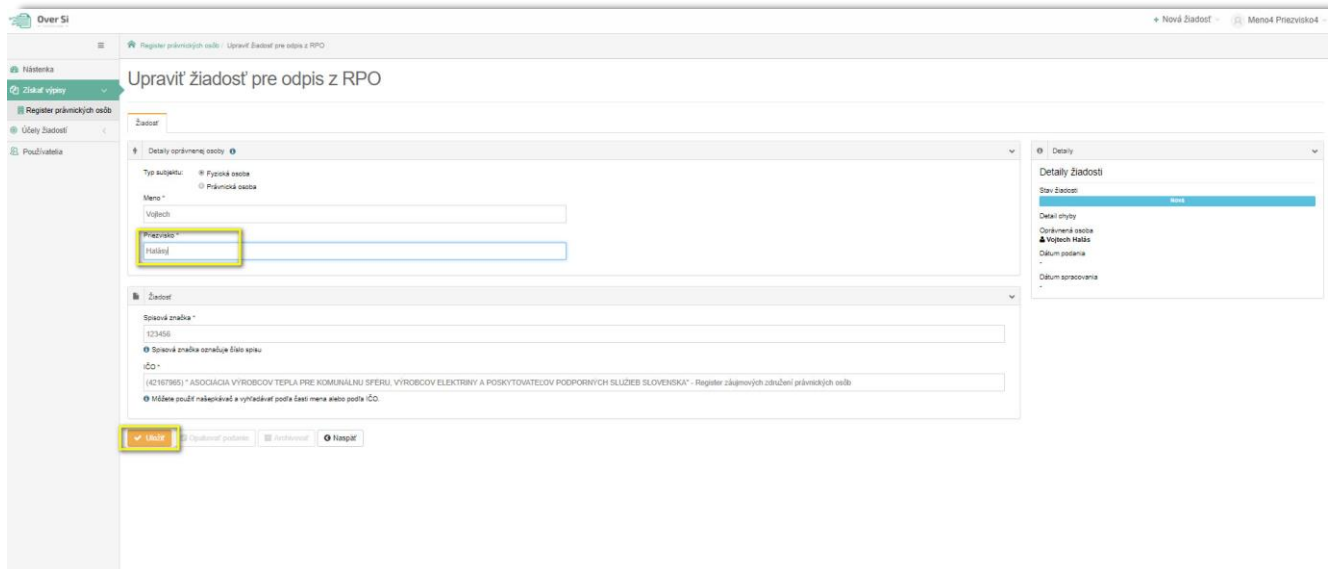 Over Si
+ Nová žiadosť
Meno4 Priezvisko4
Register právnických osôb / Upraviť žiadosť pre odpis z RPO
Nástenka
Získať výpisy
Register právnických osôb
Účely žiadostí
Používatelia
Upraviť žiadosť pre odpis z RPO
Žiadosť
Detaily oprávnenej osoby
Typ subjektu:
Fyzická osoba
Právnická osoba
Meno *
Vojtech
Priezvisko *
Halásy
Žiadosť
Spisová značka *
123456
Spisová značka označuje číslo spisu
IČO *
(42167965) " ASOCIÁCIA VÝROBCOV TEPLA PRE KOMUNÁLNU SFÉRU, VÝROBCOV ELEKTRINY A POSKYTOVATEĽOV PODPORNÝCH SLUŽIEB SLOVENSKA" - Register záujmových združení právnických osôb
Môžete použiť našepkávač a vyhľadávať podľa časti mena alebo podľa IČO.
Uložiť
Opakovať podanie
Archivovať
Naspäť
Detaily
Detaily žiadosti
Stav žiadosti
Nová
Detail chyby
Oprávnená osoba
Vojtech Halás
Dátum podania
-
Dátum spracovania
-